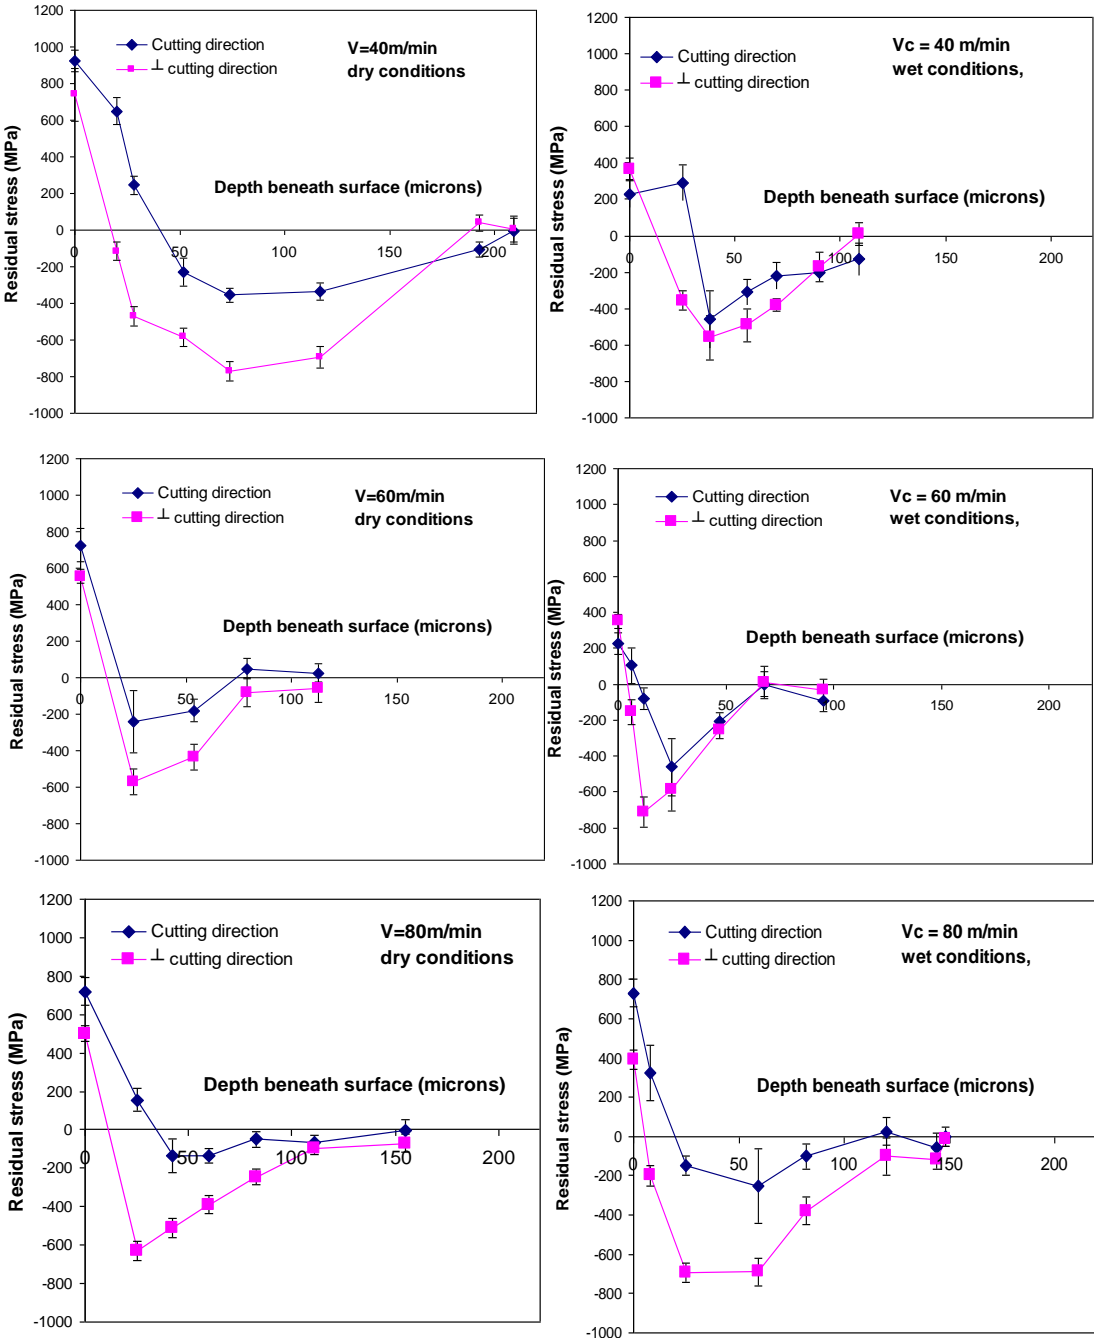 1200
1000
800
600
400
200
0
-200
-400
-600
-800
-1000
0 50 100 150 200
Residual stress (MPa)
Cutting direction
⊥ cutting direction
V=40m/min
dry conditions
Depth beneath surface (microns)
1200
1000
800
600
400
200
0
-200
-400
-600
-800
-1000
0 50 100 150 200
Residual stress (MPa)
Cutting direction
⊥ cutting direction
Vc = 40 m/min
wet conditions,
Depth beneath surface (microns)
1200
1000
800
600
400
200
0
-200
-400
-600
-800
-1000
0 50 100 150 200
Residual stress (MPa)
Cutting direction
⊥ cutting direction
V=60m/min
dry conditions
Depth beneath surface (microns)
1200
1000
800
600
400
200
0
-200
-400
-600
-800
-1000
0 50 100 150 200
Residual stress (MPa)
Cutting direction
⊥ cutting direction
Vc = 60 m/min
wet conditions,
Depth beneath surface (microns)
1200
1000
800
600
400
200
0
-200
-400
-600
-800
-1000
0 50 100 150 200
Residual stress (MPa)
Cutting direction
⊥ cutting direction
V=80m/min
dry conditions
Depth beneath surface (microns)
1200
1000
800
600
400
200
0
-200
-400
-600
-800
-1000
0 50 100 150 200
Residual stress (MPa)
Cutting direction
⊥ cutting direction
Vc = 80 m/min
wet conditions,
Depth beneath surface (microns)